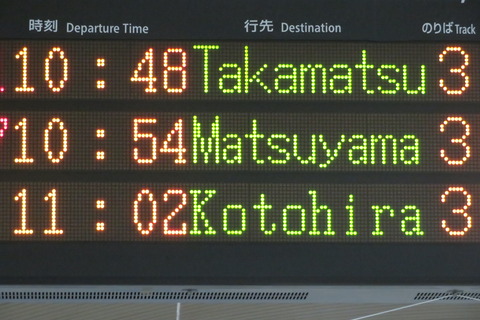 時刻 Departure Time 行先 Destination のりば Track
10:48 Takamatsu 3
10:54 Matsuyama 3
11:02 Kotohira 3